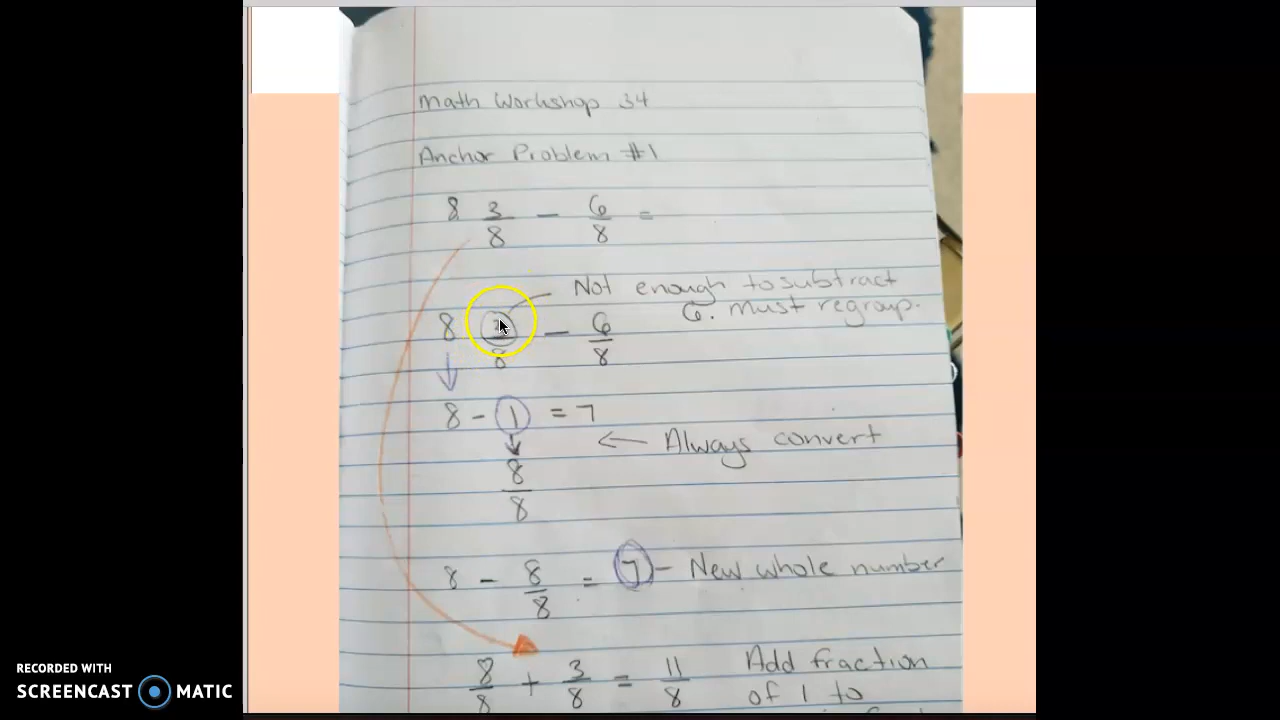 Math Workshop 34
Anchor Problem #1
8 3/8 - 6/8 =
Not enough to subtract
8 3/8 - 6/8 6. Must regroup.
8 - 1 = 7
← Always convert
8/8
8 - 8/8 = 7 - New whole number
8/8 + 3/8 = 11/8 Add fraction
of 1 to
RECORDED WITH
SCREENCAST MATIC